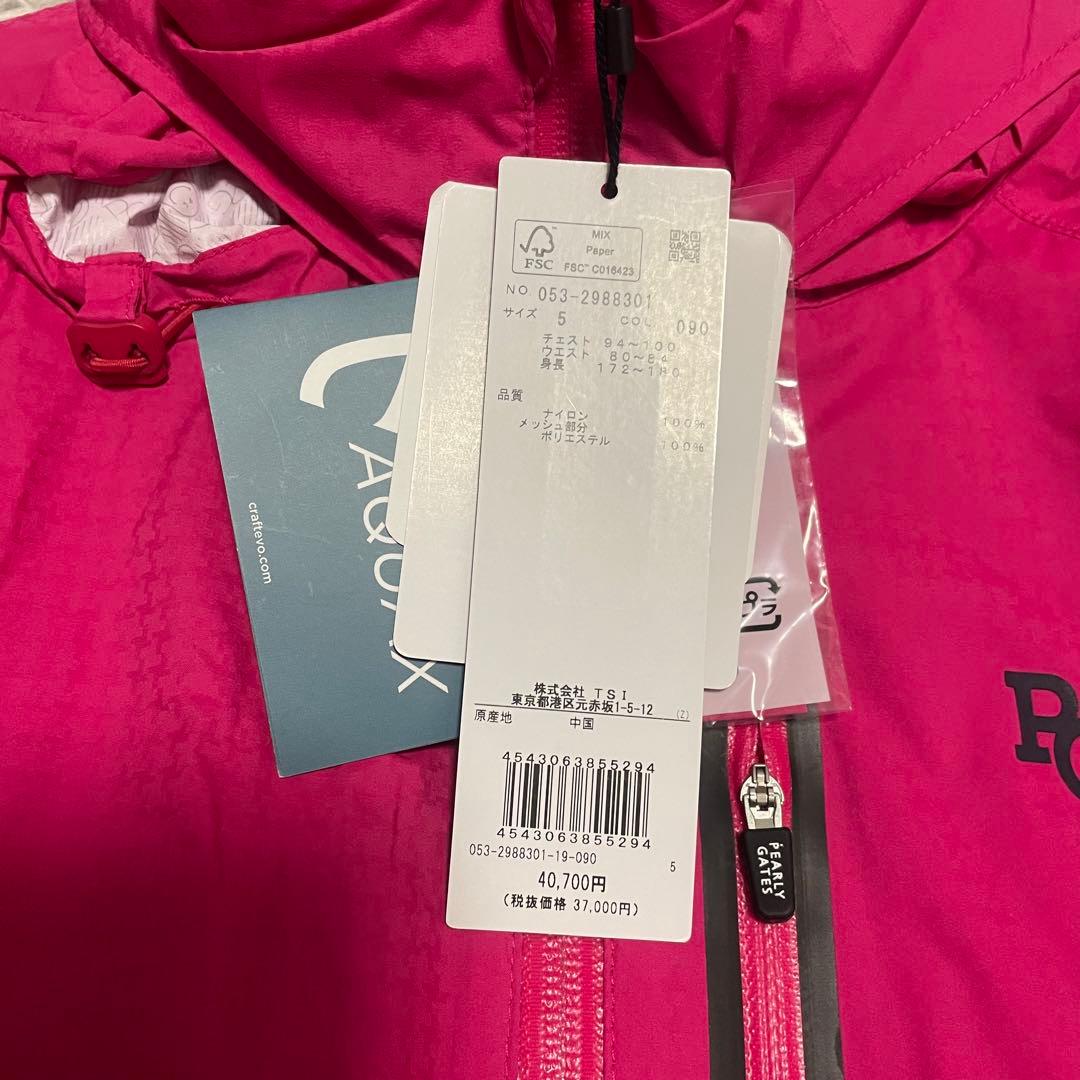 MIX
Paper
FSC
FSC™ C016423
NO. 053-2988301
サイズ 5 COL 090
チェスト 94～100
ウエスト 80～84
身長 172～180
品質
ナイロン 100%
メッシュ部分
ポリエステル 100%
株式会社 TSI
東京都港区元赤坂1-5-12 (Z)
原産地 中国
4543063855294
4543063855294
053-2988301-19-090 5
40,700円
(税抜価格 37,000円)
craftevo.com
プラ
PEARLY
GATES